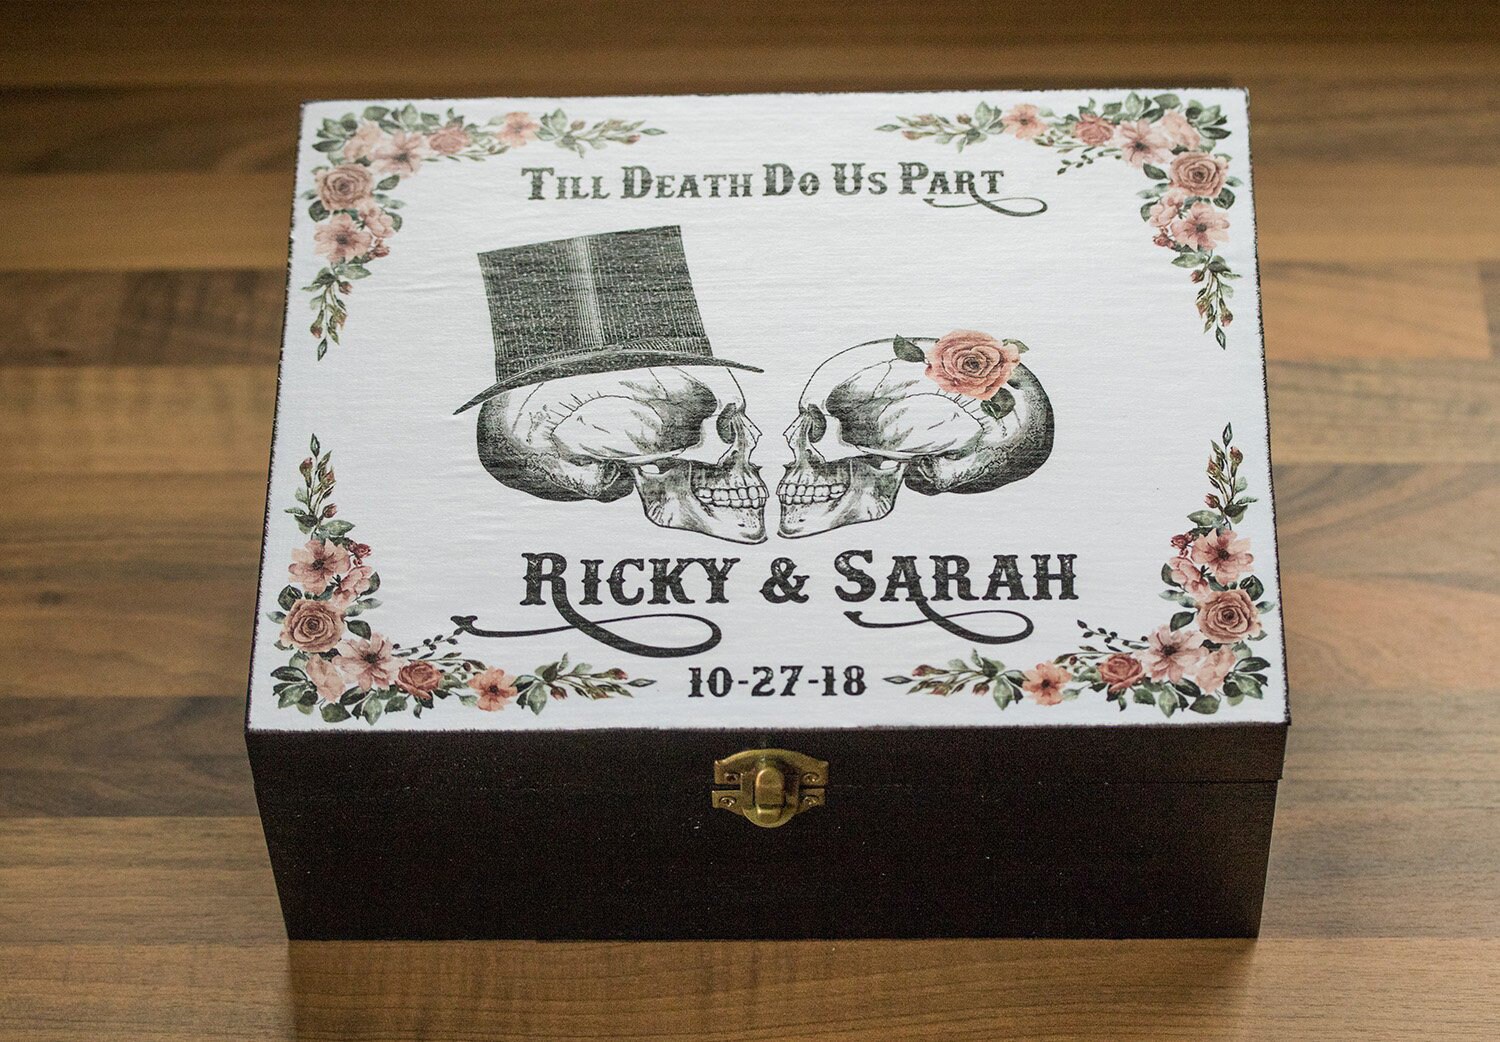 Till Death Do Us Part
Ricky & Sarah
10-27-18